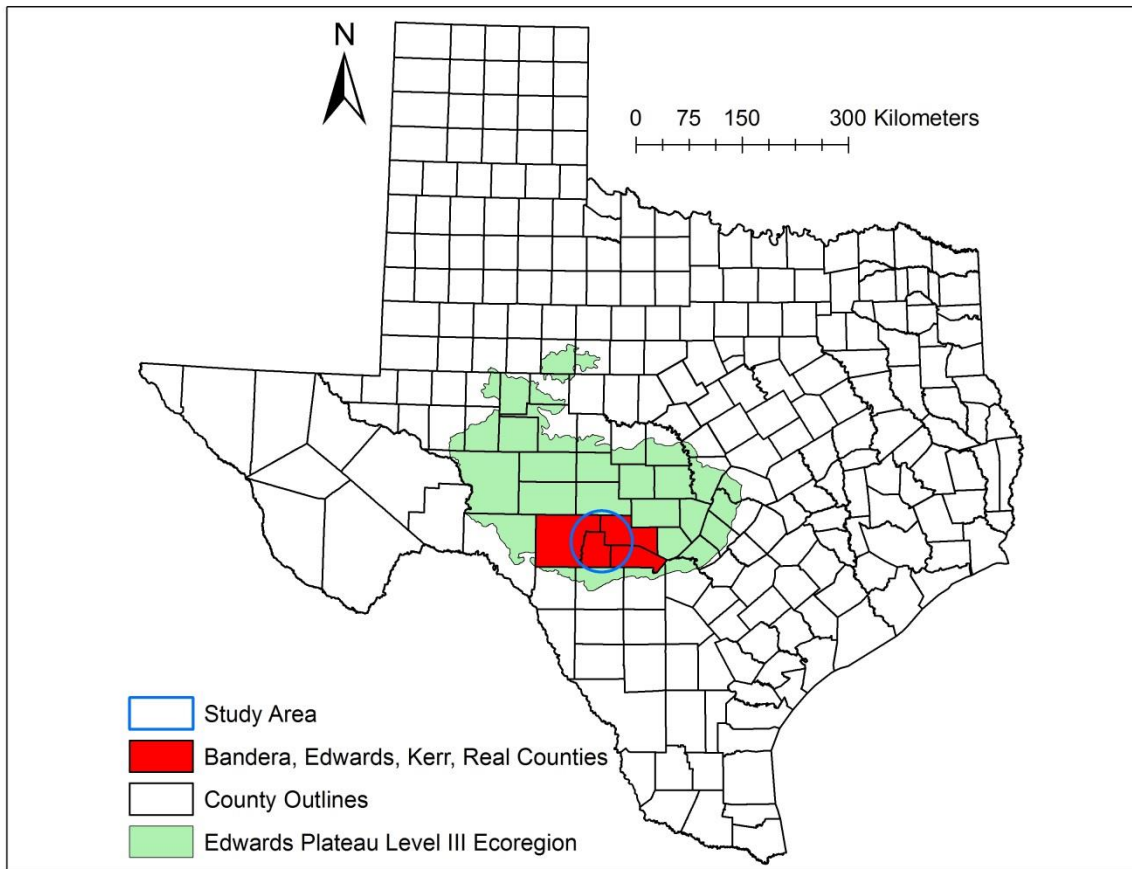 N
0 75 150 300 Kilometers
Study Area
Bandera, Edwards, Kerr, Real Counties
County Outlines
Edwards Plateau Level III Ecoregion